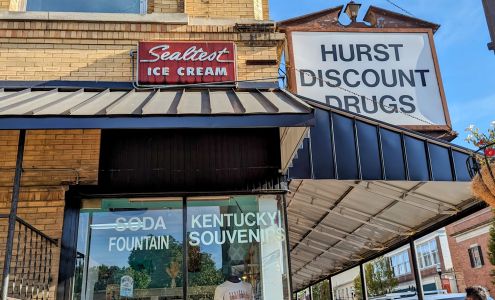 Sealtest
ICE CREAM
HURST
DISCOUNT
DRUGS
SODA
FOUNTAIN
KENTUCKY
SOUVENIRS